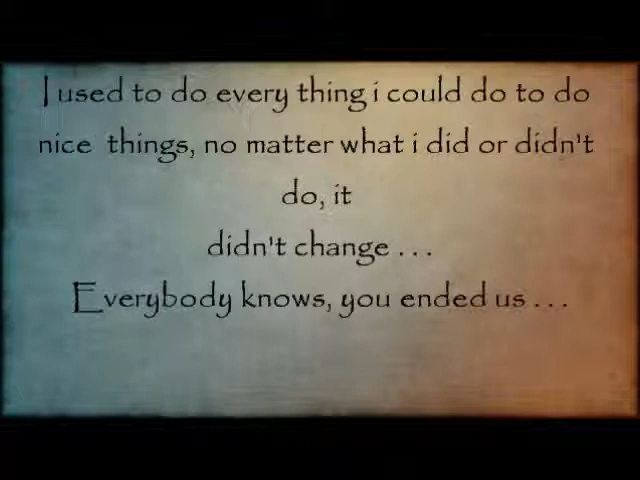 I used to do every thing i could do to do
nice things, no matter what i did or didn't
do, it
didn't change . . .
Everybody knows, you ended us . . .